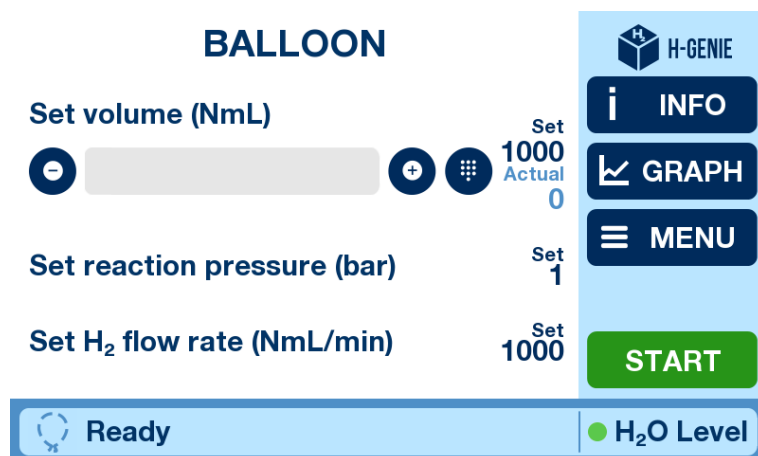 BALLOON
H₂
H-GENIE
Set volume (NmL)
Set
1000
Actual
0
Set reaction pressure (bar)
Set
1
Set H₂ flow rate (NmL/min)
Set
1000
i INFO
GRAPH
MENU
START
Ready
H₂O Level